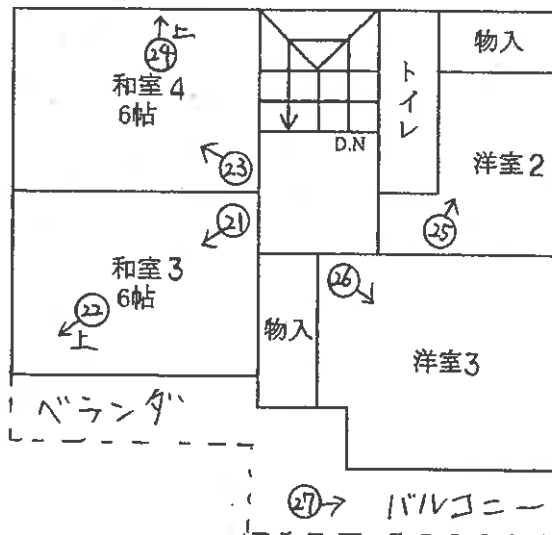 上
㉔
和室4
6帖
㉓
D.N
トイレ
物入
洋室2
㉕
㉑
和室3
6帖
㉒
上
物入
㉖
洋室3
ベランダ
㉗
バルコニー